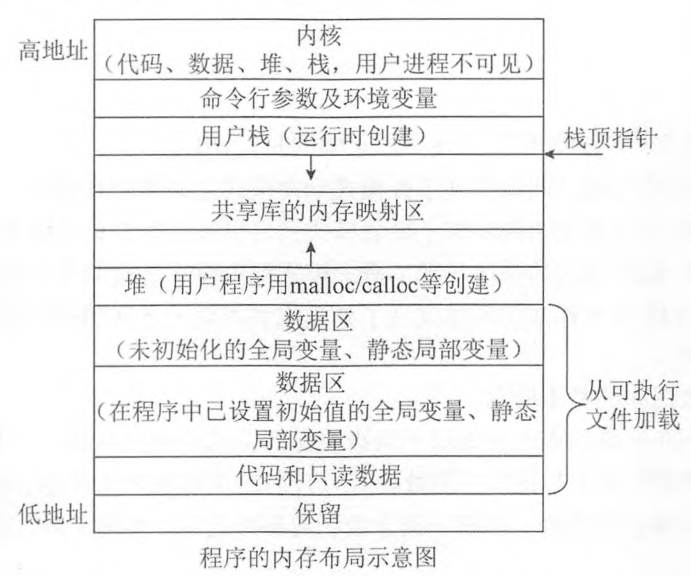 高地址
内核
（代码、数据、堆、栈，用户进程不可见）
命令行参数及环境变量
用户栈（运行时创建）
栈顶指针
共享库的内存映射区
堆（用户程序用malloc/calloc等创建）
数据区
（未初始化的全局变量、静态局部变量）
数据区
（在程序中已设置初始值的全局变量、静态
局部变量）
从可执行
文件加载
代码和只读数据
低地址
保留
程序的内存布局示意图